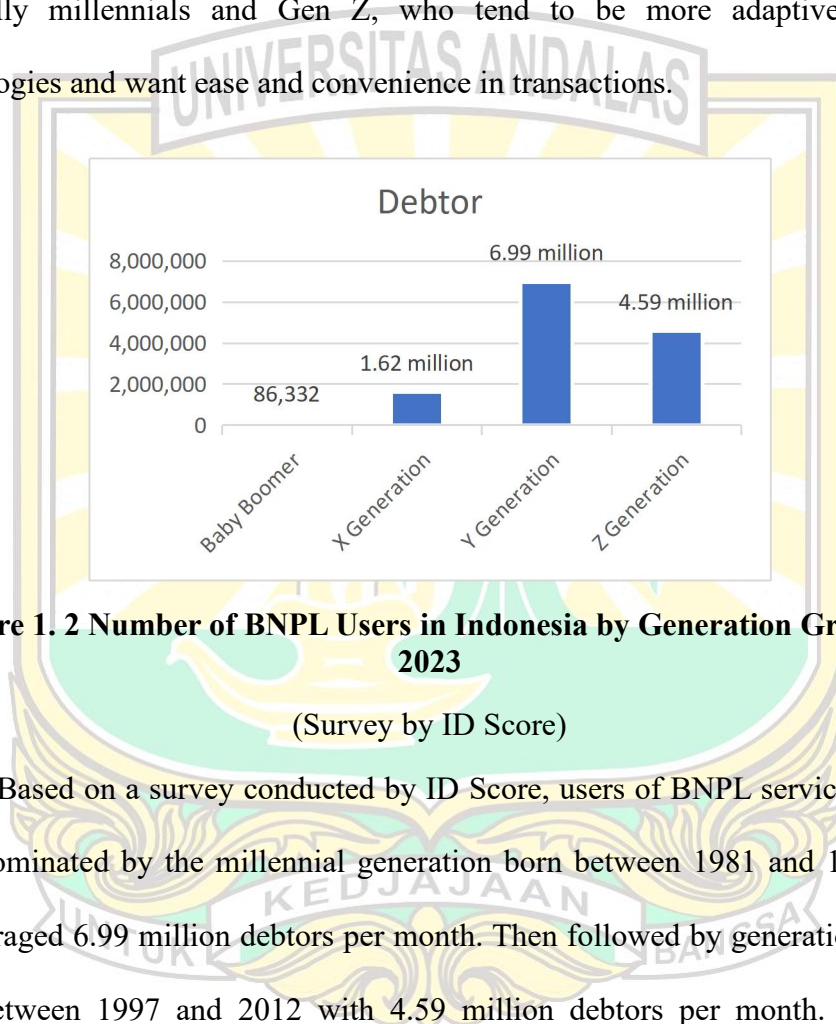 lly millennials and Gen Z, who tend to be more adaptive
ogies and want ease and convenience in transactions.
UNIVERSITAS ANDALAS
Debtor
8,000,000
6,000,000
4,000,000
2,000,000
0
86,332
1.62 million
6.99 million
4.59 million
Baby Boomer
X Generation
Y Generation
Z Generation
re 1. 2 Number of BNPL Users in Indonesia by Generation Gr
2023
(Survey by ID Score)
Based on a survey conducted by ID Score, users of BNPL servic
ominated by the millennial generation born between 1981 and 1
KEDJAJAAN
raged 6.99 million debtors per month. Then followed by generatio
UNTUK BANGSA
etween 1997 and 2012 with 4.59 million debtors per month.